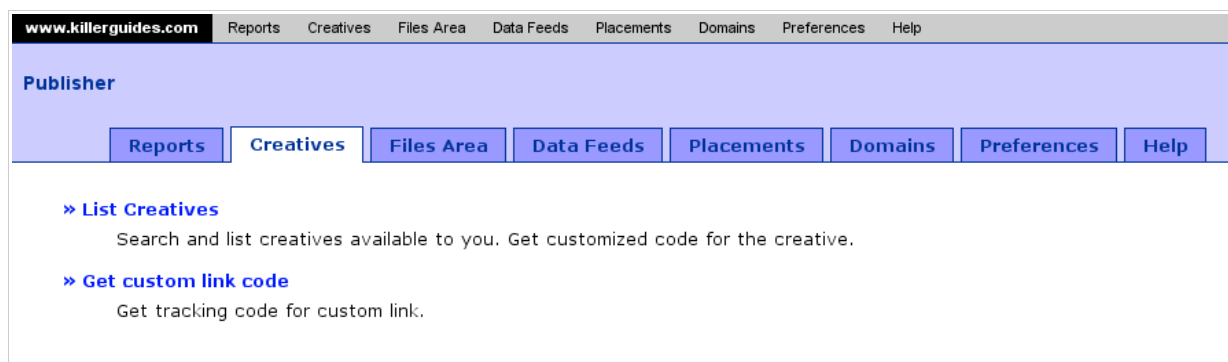 www.killerguides.com Reports Creatives Files Area Data Feeds Placements Domains Preferences Help
Publisher
Reports Creatives Files Area Data Feeds Placements Domains Preferences Help
» List Creatives
Search and list creatives available to you. Get customized code for the creative.
» Get custom link code
Get tracking code for custom link.